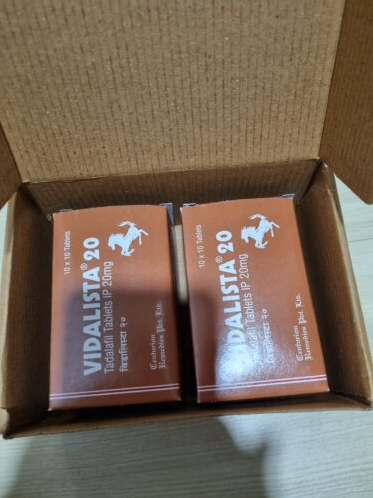 10 x 10 Tablets
VIDALISTA® 20
Tadalafil Tablets IP 20mg
विडालिस्टा २०
Centurion
Remedies Pvt. Ltd.
10 x 10 Tablets
VIDALISTA® 20
Tadalafil Tablets IP 20mg
विडालिस्टा २०
Centurion
Remedies Pvt. Ltd.